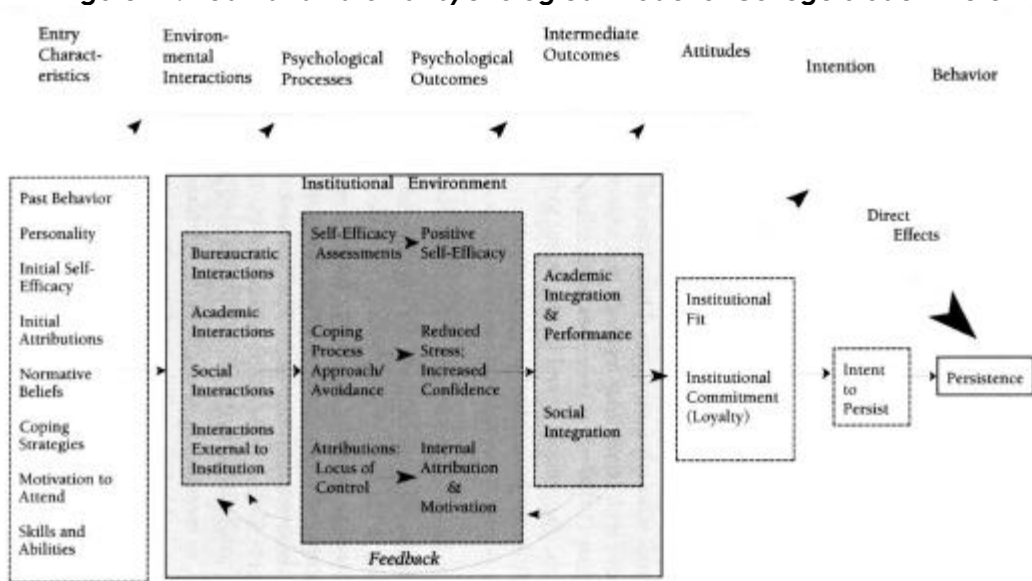 Entry
Charact-
eristics
Environ-
mental
Interactions
Psychological
Processes
Psychological
Outcomes
Intermediate
Outcomes
Attitudes
Intention
Behavior
Past Behavior
Personality
Initial Self-
Efficacy
Initial
Attributions
Normative
Beliefs
Coping
Strategies
Motivation to
Attend
Skills and
Abilities
Bureaucratic
Interactions
Academic
Interactions
Social
Interactions
Interactions
External to
Institution
Institutional Environment
Self-Efficacy
Assessments
Positive
Self-Efficacy
Coping
Process
Approach/
Avoidance
Reduced
Stress;
Increased
Confidence
Attributions:
Locus of
Control
Internal
Attribution
&
Motivation
Feedback
Academic
Integration
&
Performance
Social
Integration
Institutional
Fit
Institutional
Commitment
(Loyalty)
Intent
to
Persist
Direct
Effects
Persistence